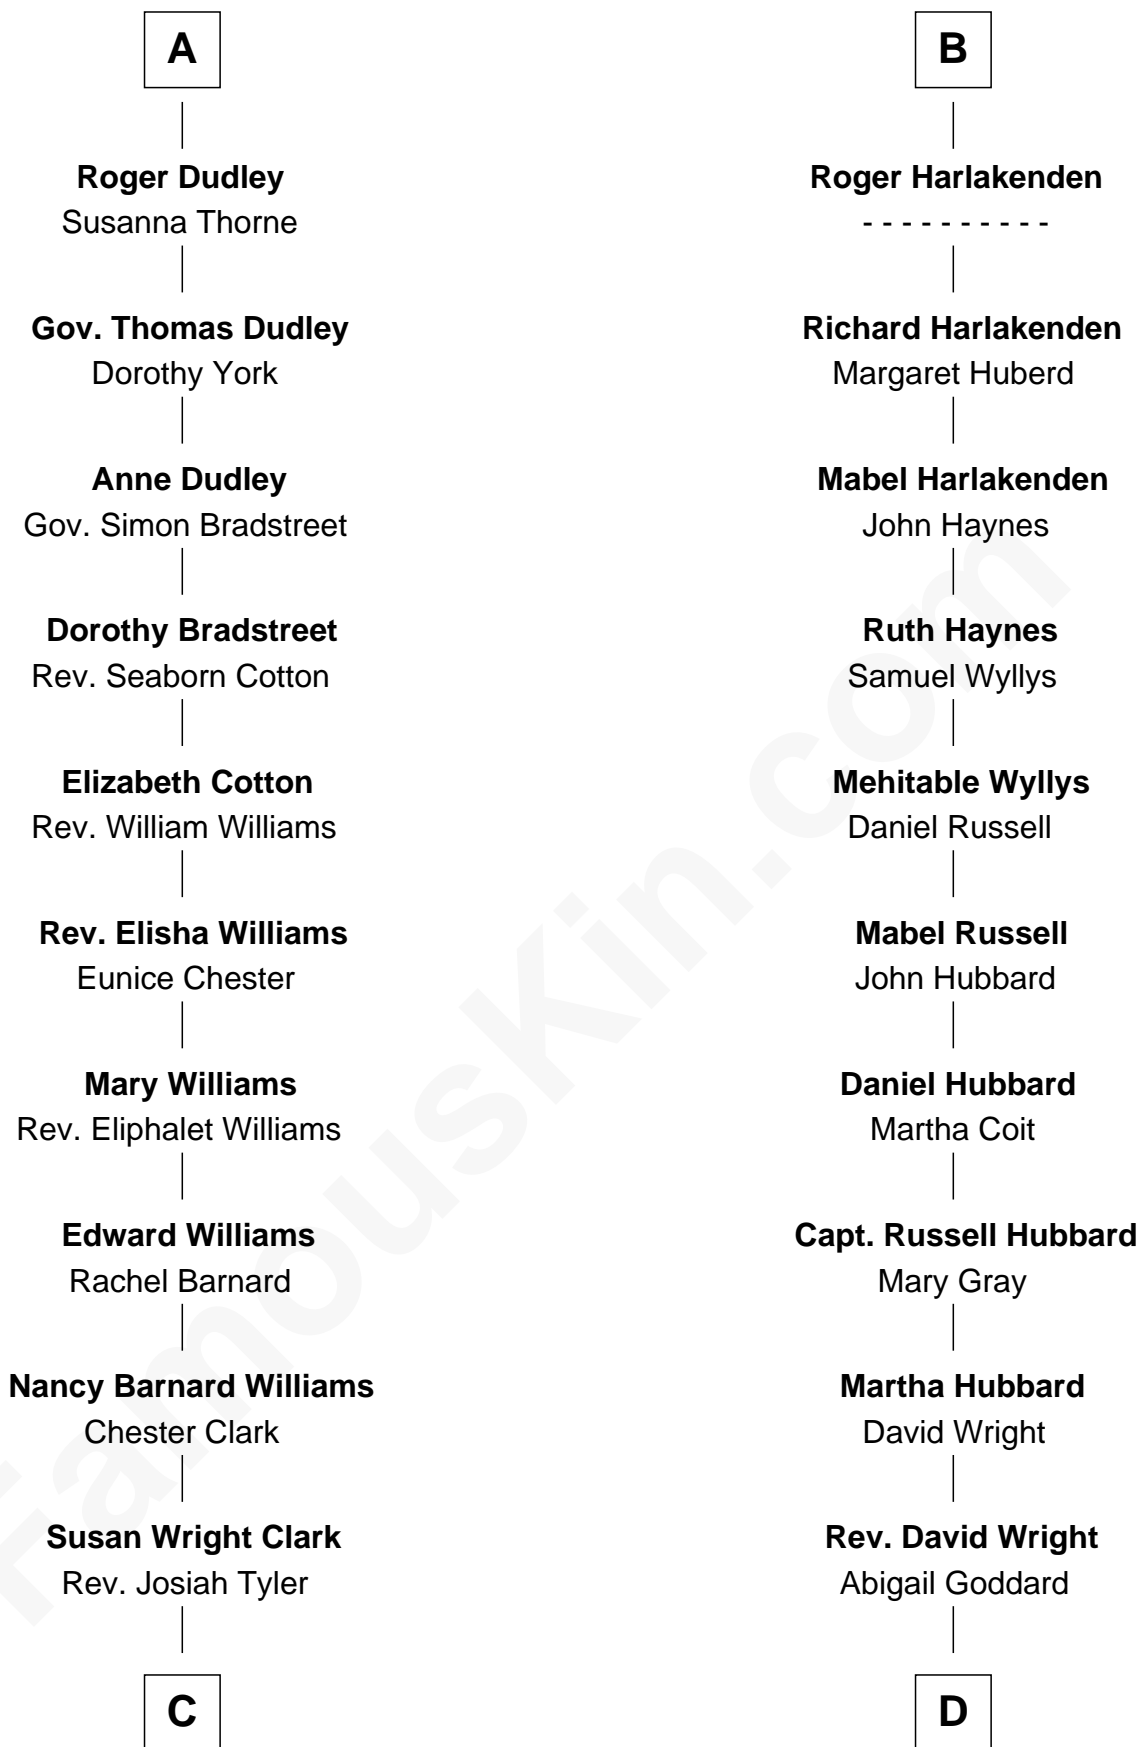 A
Roger Dudley
Susanna Thorne
Gov. Thomas Dudley
Dorothy York
Anne Dudley
Gov. Simon Bradstreet
Dorothy Bradstreet
Rev. Seaborn Cotton
Elizabeth Cotton
Rev. William Williams
Rev. Elisha Williams
Eunice Chester
Mary Williams
Rev. Eliphalet Williams
Edward Williams
Rachel Barnard
Nancy Barnard Williams
Chester Clark
Susan Wright Clark
Rev. Josiah Tyler
C
B
Roger Harlakenden
- - - - - - - - - -
Richard Harlakenden
Margaret Huberd
Mabel Harlakenden
John Haynes
Ruth Haynes
Samuel Wyllys
Mehitable Wyllys
Daniel Russell
Mabel Russell
John Hubbard
Daniel Hubbard
Martha Coit
Capt. Russell Hubbard
Mary Gray
Martha Hubbard
David Wright
Rev. David Wright
Abigail Goddard
D
FamousKin.com